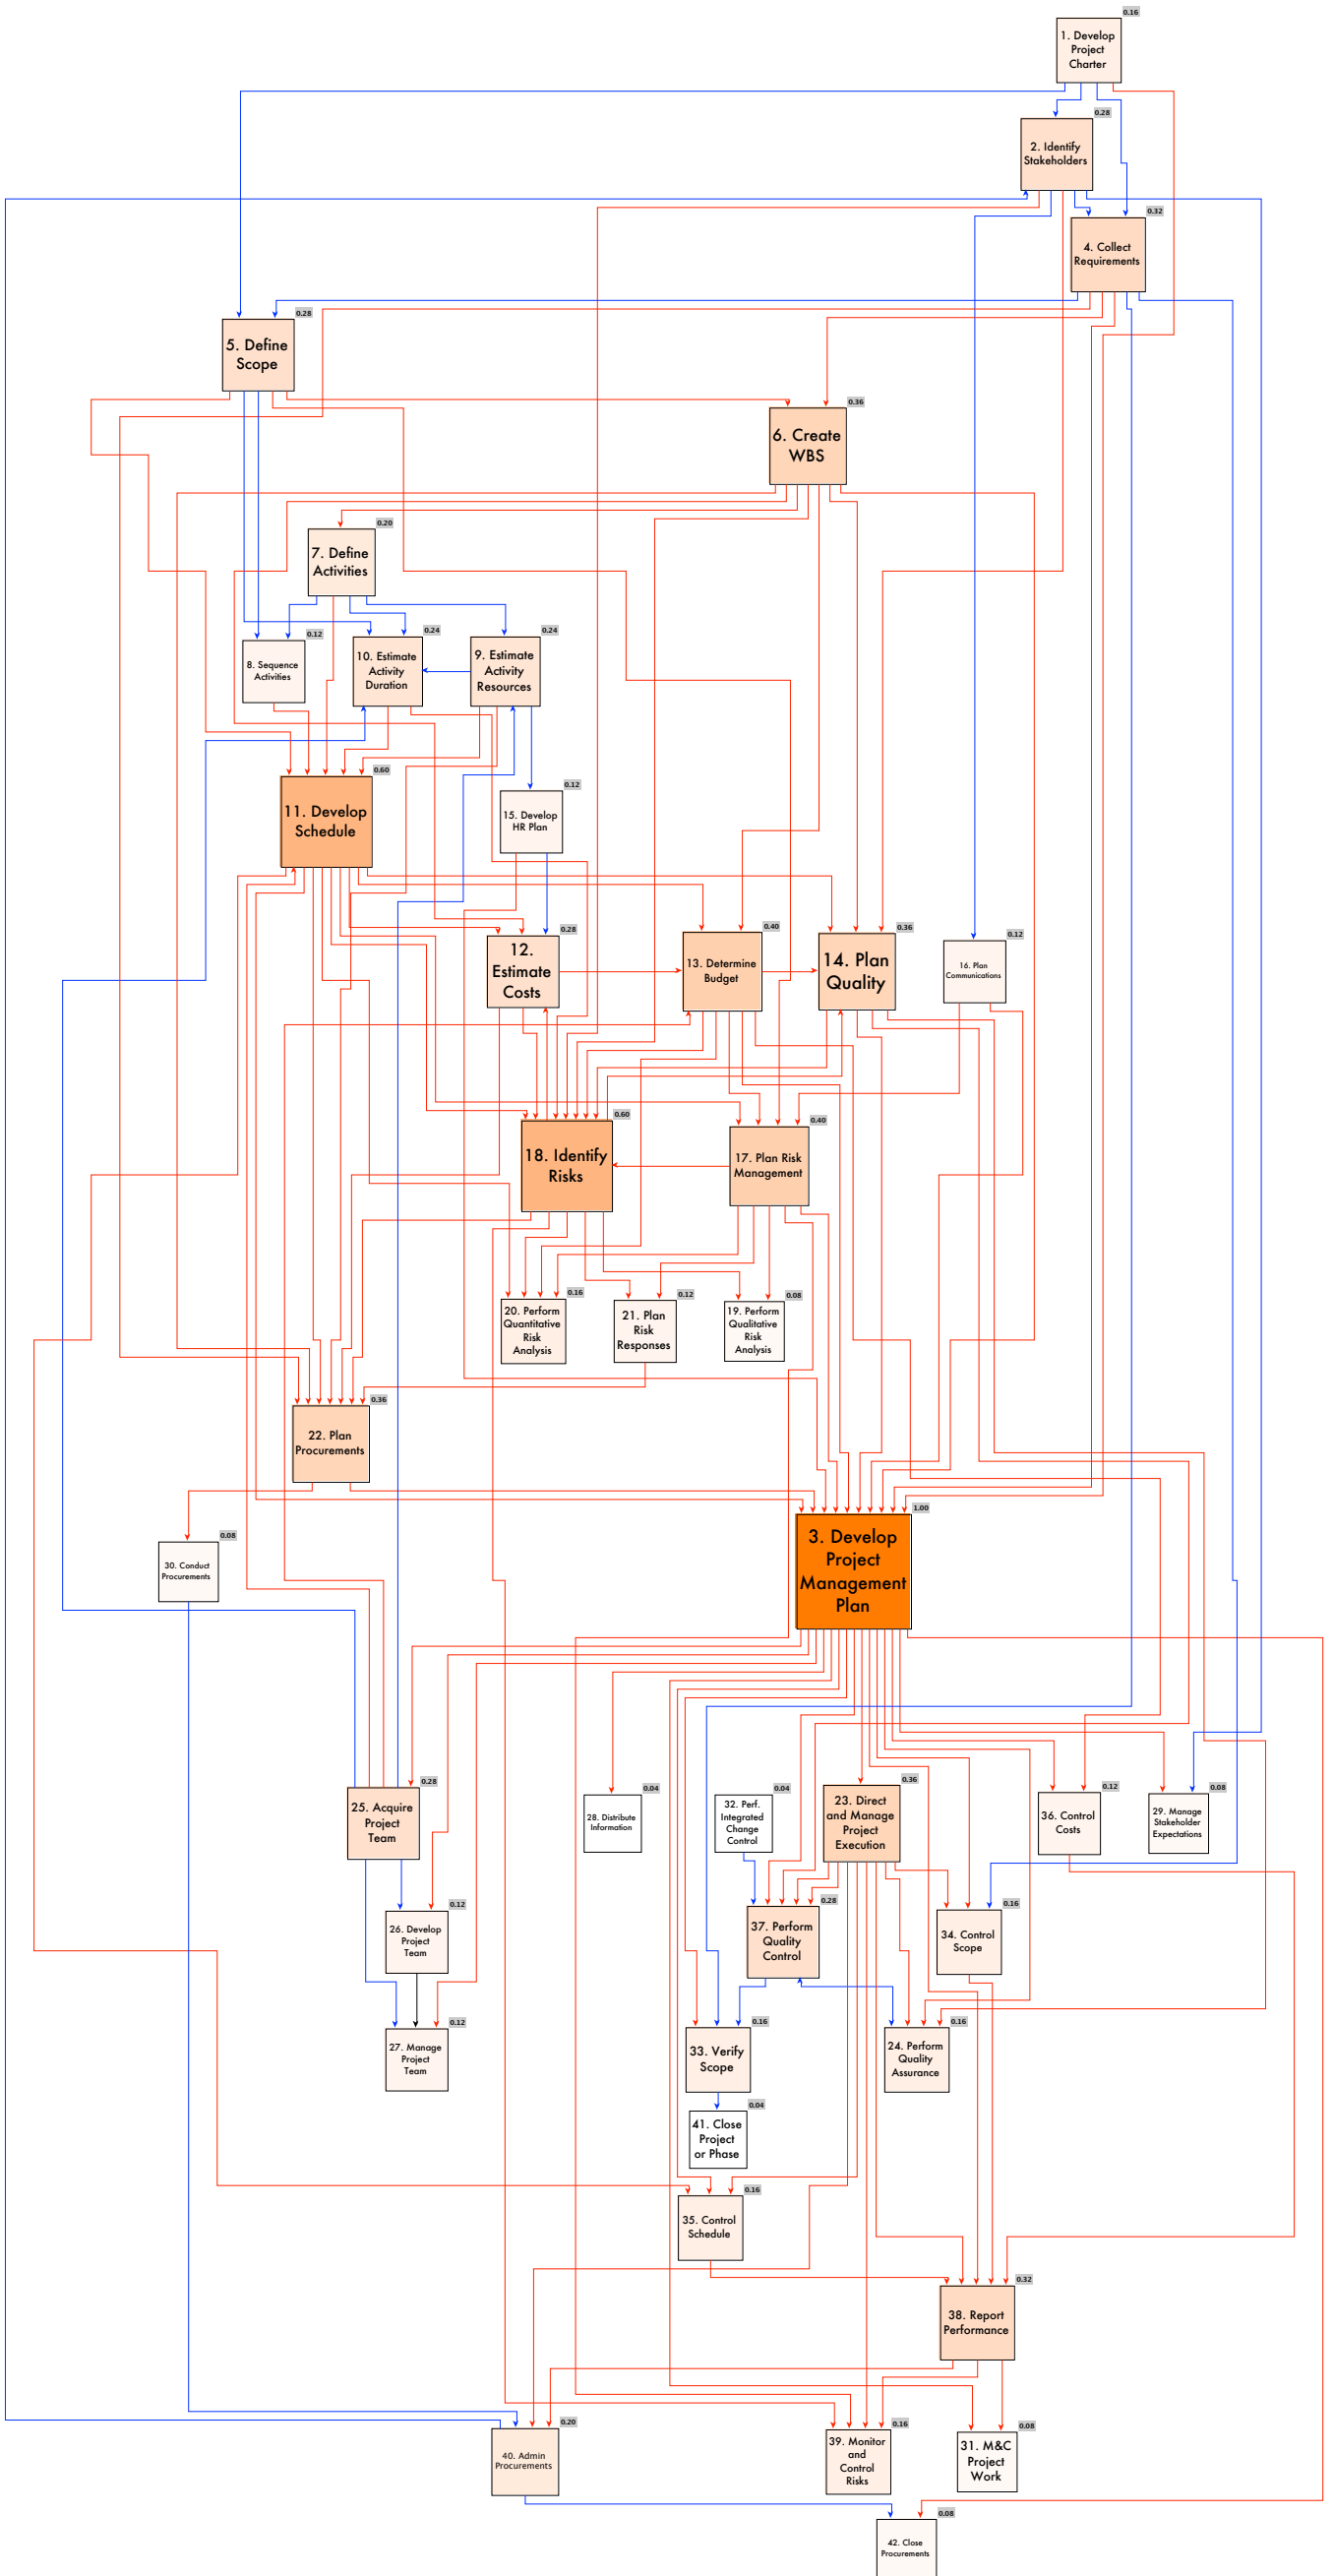 0.16
1. Develop
Project
Charter
0.28
2. Identify
Stakeholders
0.32
4. Collect
Requirements
0.28
5. Define
Scope
0.36
6. Create
WBS
0.20
7. Define
Activities
0.12
8. Sequence
Activities
0.24
10. Estimate
Activity
Duration
0.24
9. Estimate
Activity
Resources
0.60
11. Develop
Schedule
0.12
15. Develop
HR Plan
0.28
12.
Estimate
Costs
0.40
13. Determine
Budget
0.36
14. Plan
Quality
0.12
16. Plan
Communications
0.60
18. Identify
Risks
0.40
17. Plan Risk
Management
0.16
20. Perform
Quantitative
Risk
Analysis
0.12
21. Plan
Risk
Responses
0.08
19. Perform
Qualitative
Risk
Analysis
0.36
22. Plan
Procurements
1.00
3. Develop
Project
Management
Plan
0.08
30. Conduct
Procurements
0.28
25. Acquire
Project
Team
0.04
28. Distribute
Information
0.04
32. Perf.
Integrated
Change
Control
0.36
23. Direct
and Manage
Project
Execution
0.12
36. Control
Costs
0.08
29. Manage
Stakeholder
Expectations
0.12
26. Develop
Project
Team
0.28
37. Perform
Quality
Control
0.16
34. Control
Scope
0.12
27. Manage
Project
Team
0.16
33. Verify
Scope
0.16
24. Perform
Quality
Assurance
0.04
41. Close
Project
or Phase
0.16
35. Control
Schedule
0.32
38. Report
Performance
0.20
40. Admin
Procurements
0.16
39. Monitor
and
Control
Risks
0.08
31. M&C
Project
Work
0.08
42. Close
Procurements